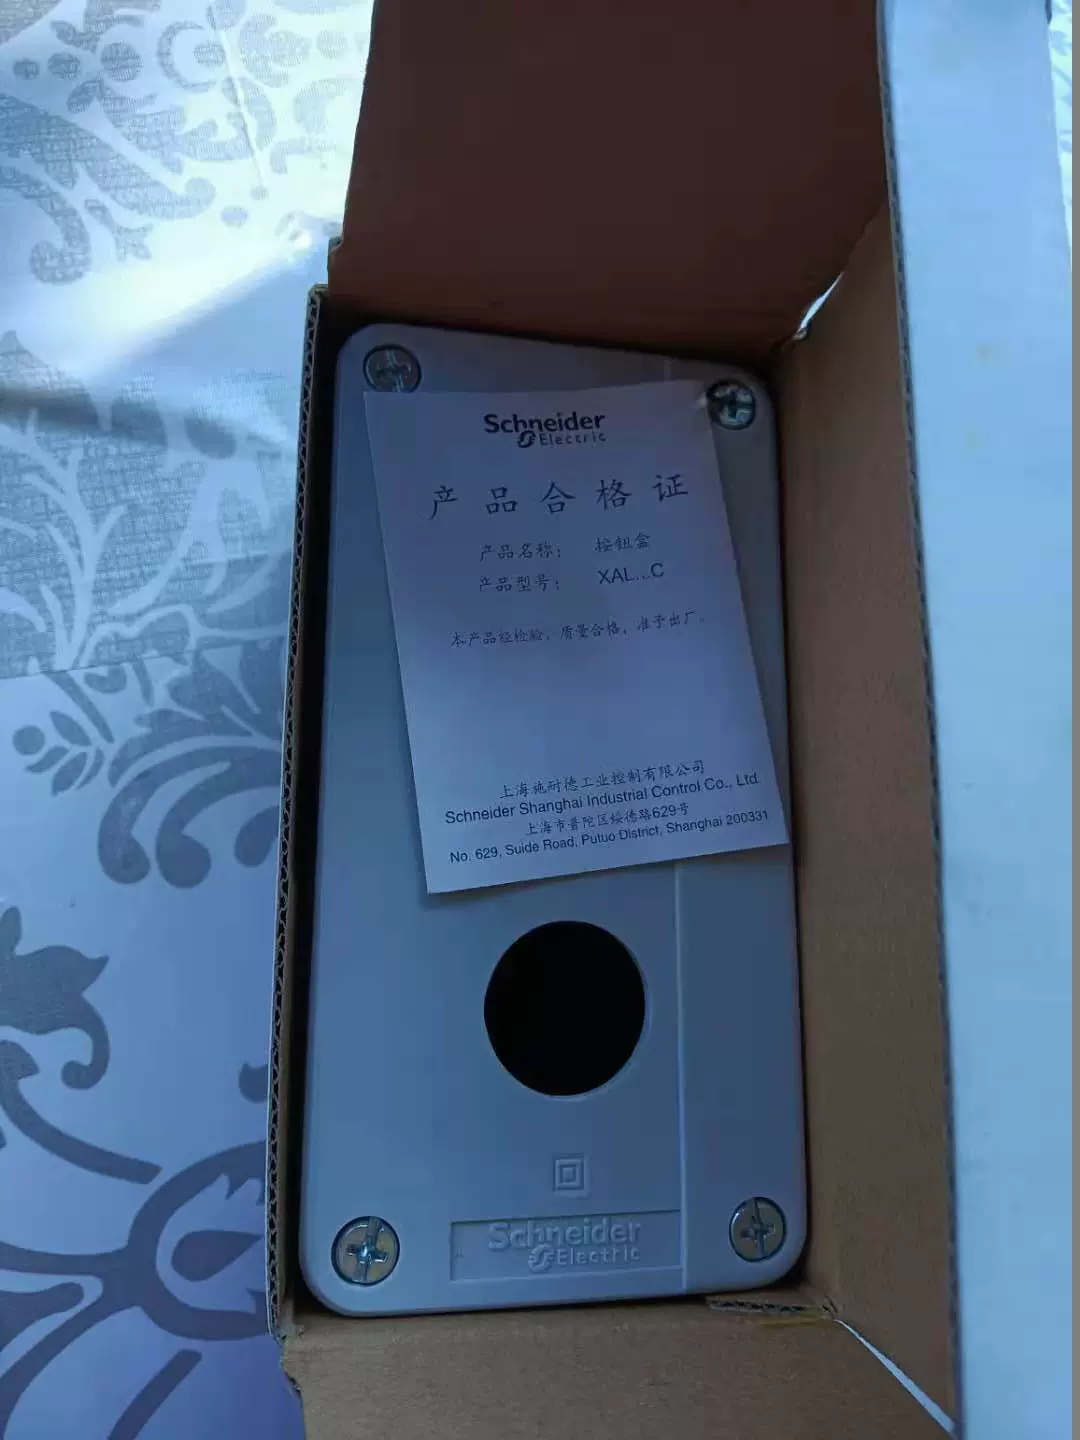 Schneider
Electric
产品合格证
产品名称： 按钮盒
产品型号： XAL...C
本产品经检验，质量合格，准予出厂。
上海施耐德工业控制有限公司
Schneider Shanghai Industrial Control Co., Ltd.
上海市普陀区绥德路629号
No. 629, Suide Road, Putuo District, Shanghai 200331
Schneider
Electric